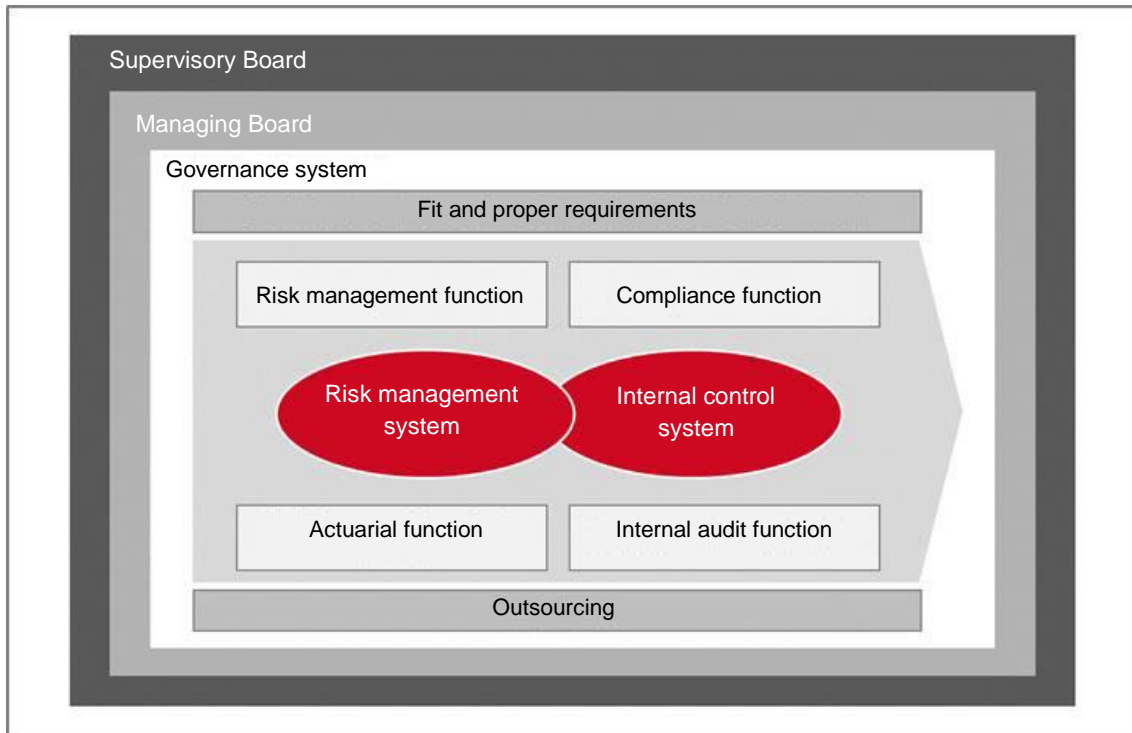 Supervisory Board
Managing Board
Governance system
Fit and proper requirements
Risk management function
Compliance function
Risk management
system
Internal control
system
Actuarial function
Internal audit function
Outsourcing